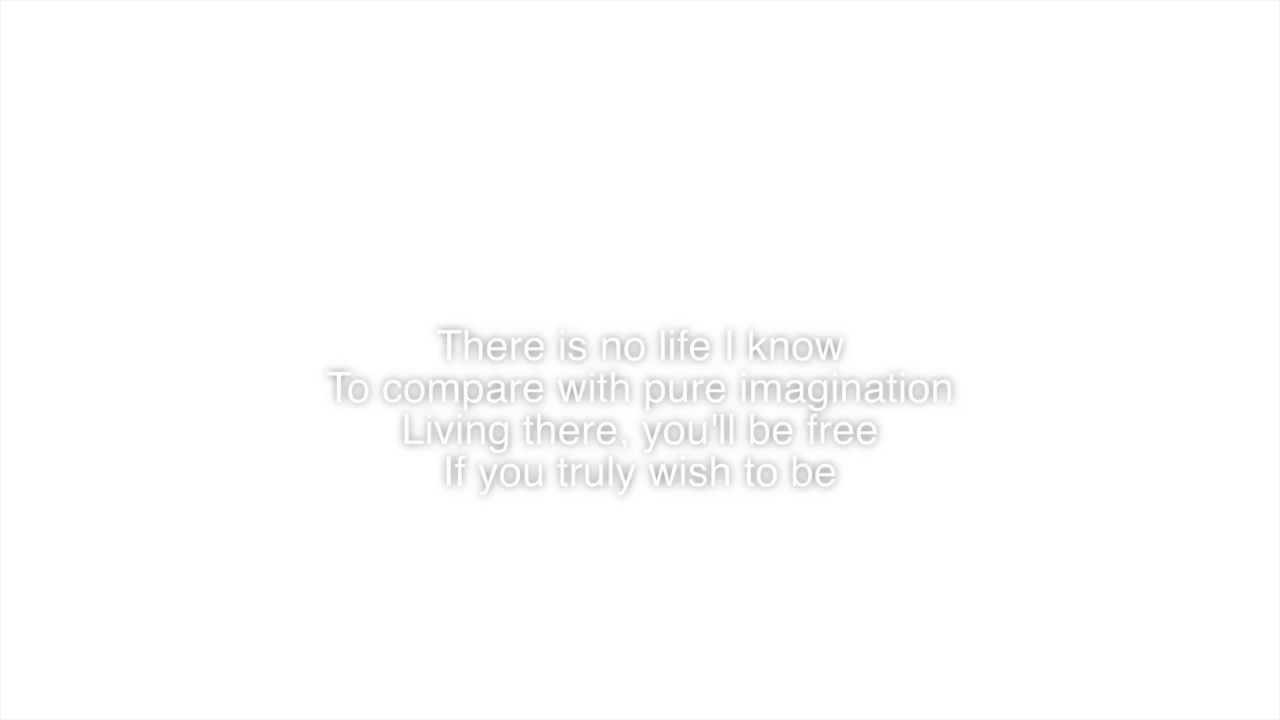 There is no life I know
To compare with pure imagination
Living there, you'll be free
If you truly wish to be